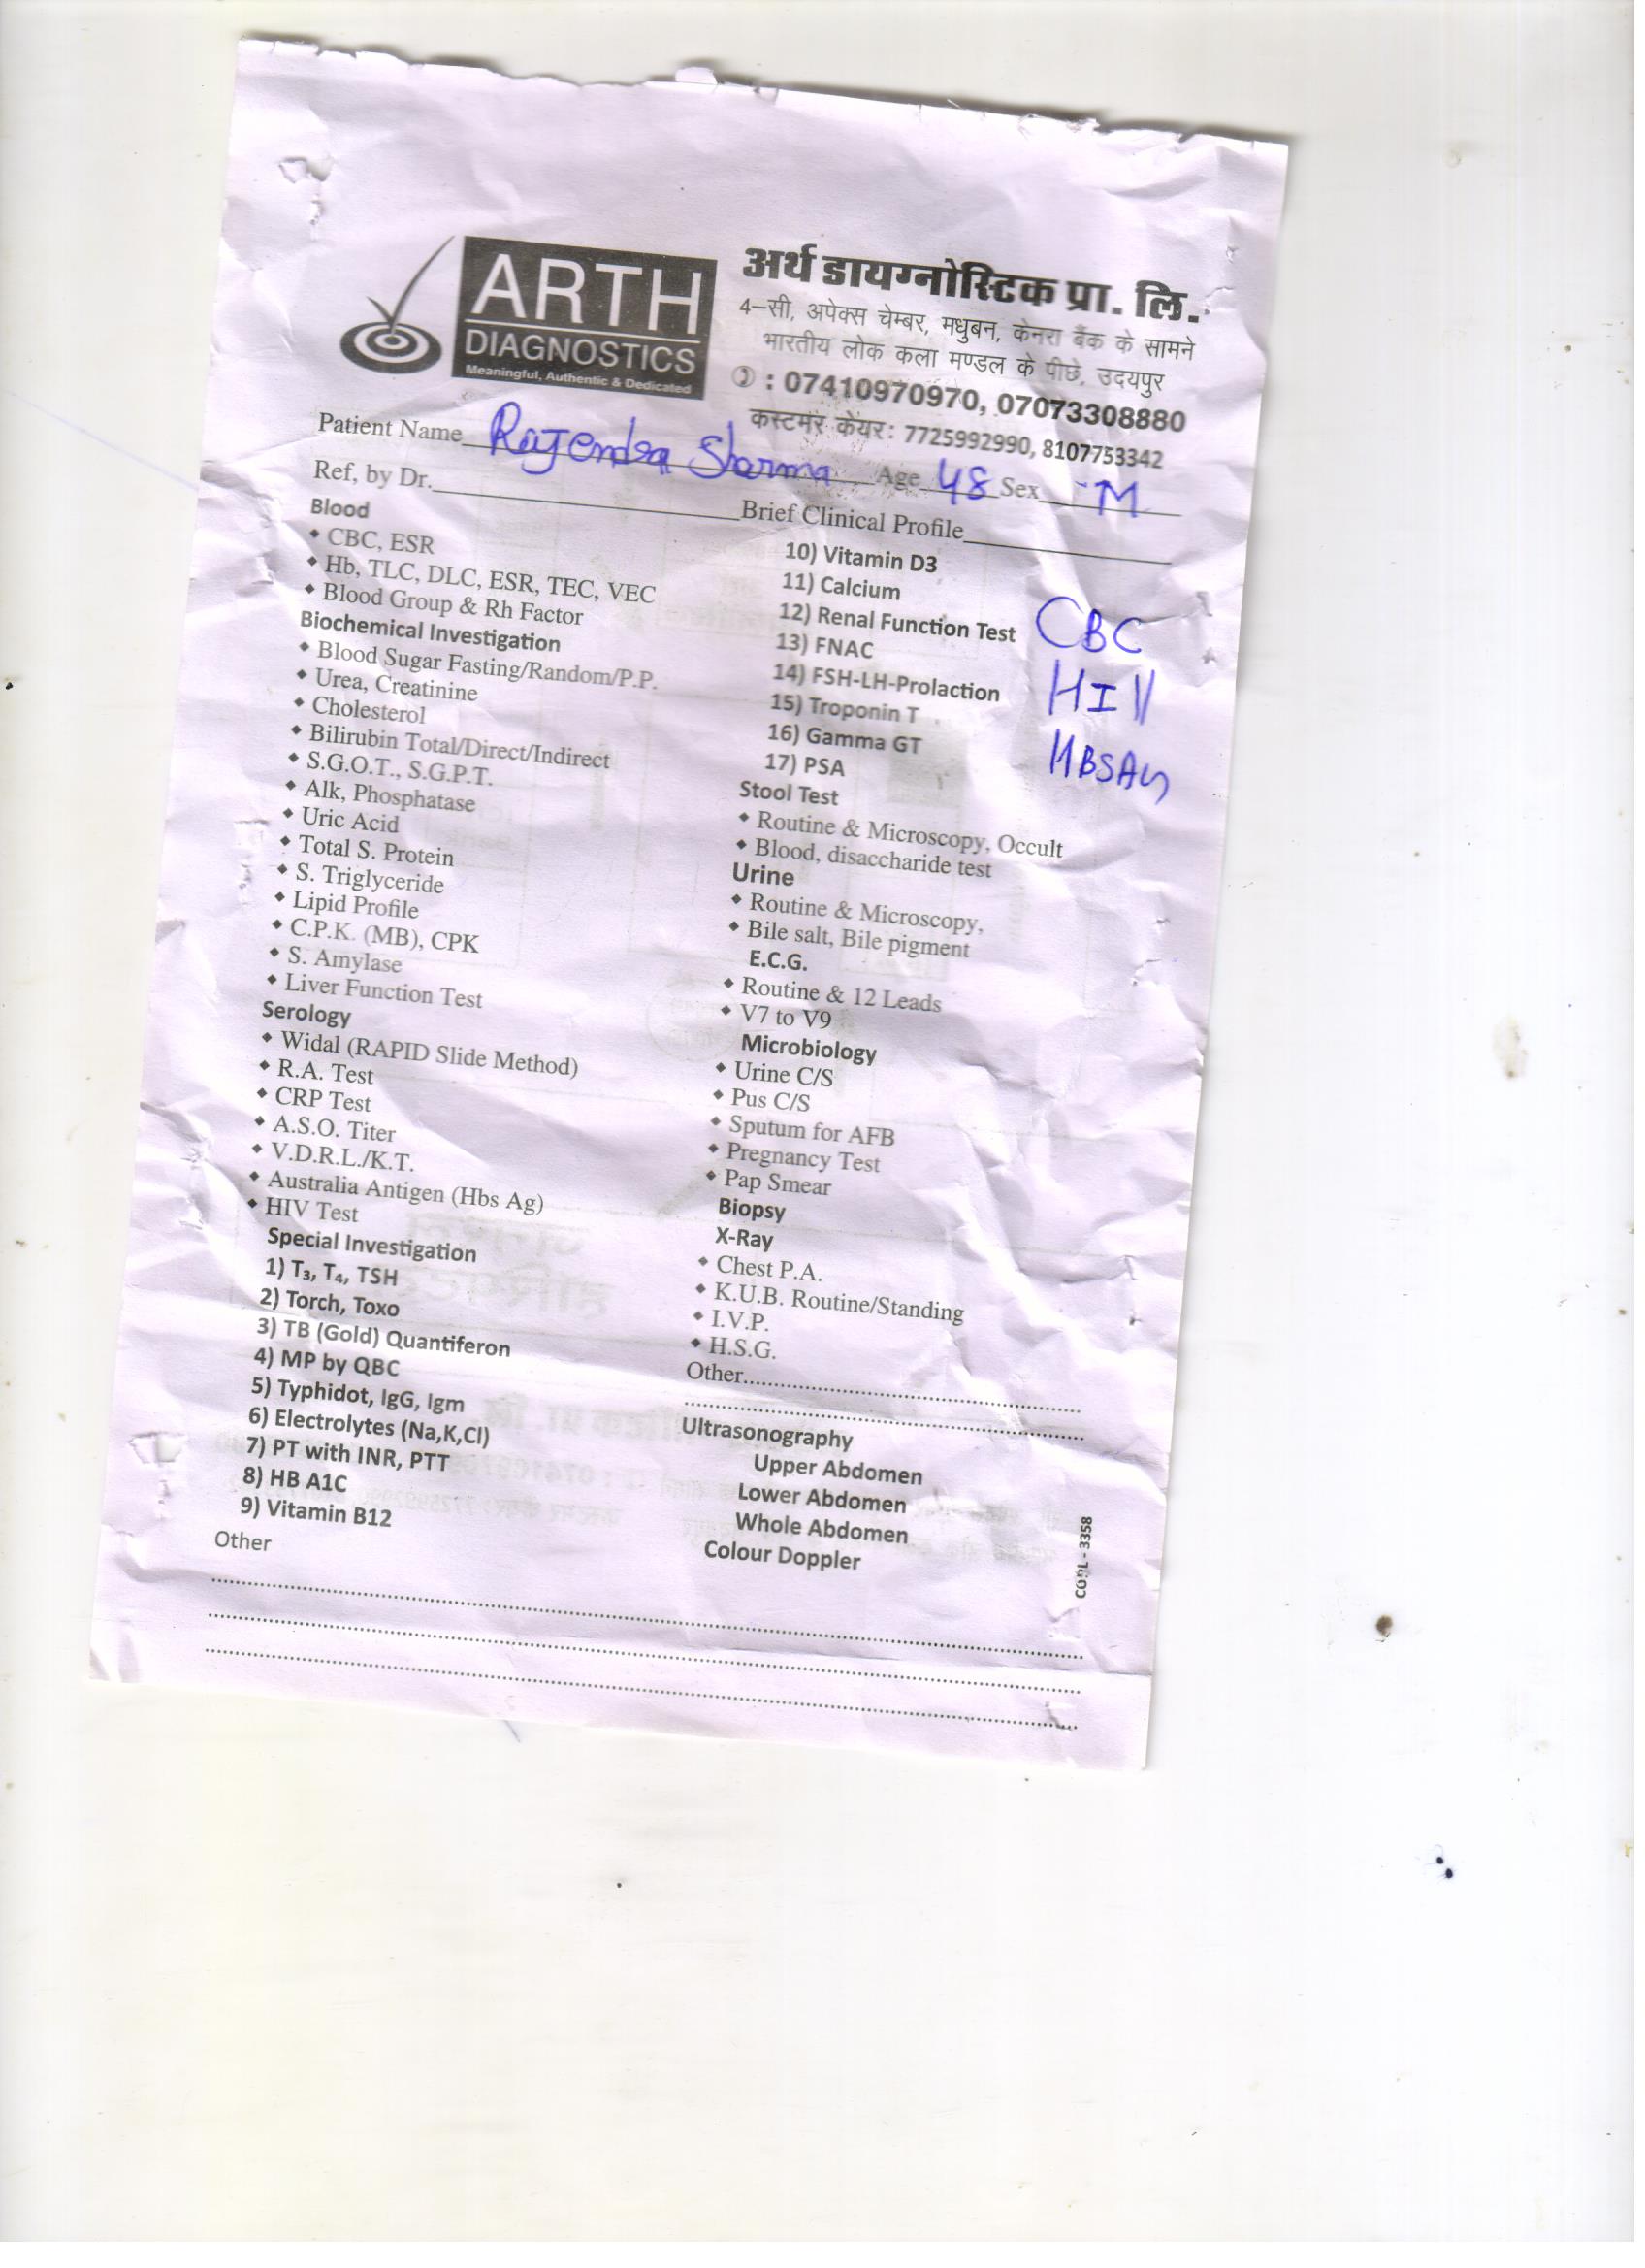 ARTH
DIAGNOSTICS
Meaningful, Authentic & Dedicated
अर्थ डायग्नोस्टिक प्रा. लि.
4–सी, अपेक्स चेम्बर, मधुबन, केनरा बैंक के सामने
भारतीय लोक कला मण्डल के पीछे, उदयपुर
: 07410970970, 07073308880
कस्टमर केयर: 7725992990, 8107753342
Patient Name Rajendra Sharma Age 48 Sex M
Ref, by Dr. Brief Clinical Profile
Blood
• CBC, ESR
• Hb, TLC, DLC, ESR, TEC, VEC
• Blood Group & Rh Factor
Biochemical Investigation
• Blood Sugar Fasting/Random/P.P.
• Urea, Creatinine
• Cholesterol
• Bilirubin Total/Direct/Indirect
• S.G.O.T., S.G.P.T.
• Alk, Phosphatase
• Uric Acid
• Total S. Protein
• S. Triglyceride
• Lipid Profile
• C.P.K. (MB), CPK
• S. Amylase
• Liver Function Test
Serology
• Widal (RAPID Slide Method)
• R.A. Test
• CRP Test
• A.S.O. Titer
• V.D.R.L./K.T.
• Australia Antigen (Hbs Ag)
• HIV Test
Special Investigation
1) T₃, T₄, TSH
2) Torch, Toxo
3) TB (Gold) Quantiferon
4) MP by QBC
5) Typhidot, IgG, Igm
6) Electrolytes (Na,K,Cl)
7) PT with INR, PTT
8) HB A1C
9) Vitamin B12
Other
10) Vitamin D3
11) Calcium
12) Renal Function Test
13) FNAC
14) FSH-LH-Prolaction
15) Troponin T
16) Gamma GT
17) PSA
CBC
HIV
HBSAg
Stool Test
• Routine & Microscopy, Occult
• Blood, disaccharide test
Urine
• Routine & Microscopy,
• Bile salt, Bile pigment
E.C.G.
• Routine & 12 Leads
• V7 to V9
Microbiology
• Urine C/S
• Pus C/S
• Sputum for AFB
• Pregnancy Test
• Pap Smear
Biopsy
X-Ray
• Chest P.A.
• K.U.B. Routine/Standing
• I.V.P.
• H.S.G.
Other
Ultrasonography
Upper Abdomen
Lower Abdomen
Whole Abdomen
Colour Doppler